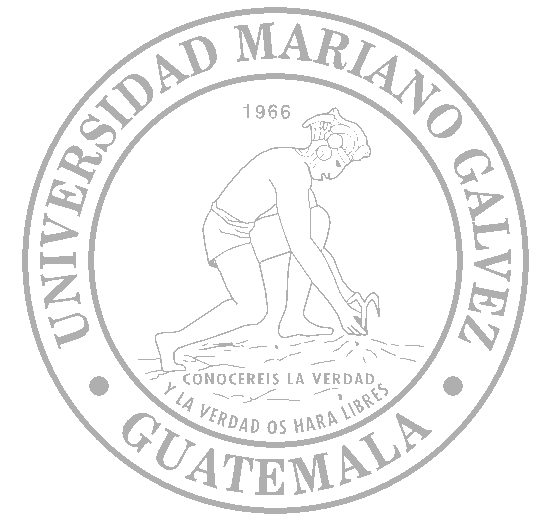 UNIVERSIDAD MARIANO GALVEZ
1966
CONOCEREIS LA VERDAD
Y LA VERDAD OS HARA LIBRES
GUATEMALA